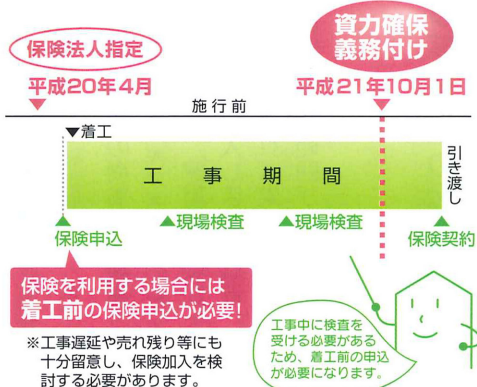 保険法人指定
平成20年4月
資力確保
義務付け
平成21年10月1日
施行前
▼着工
工事期間
引き渡し
▲現場検査
▲現場検査
保険申込
保険契約
保険を利用する場合には
着工前の保険申込が必要!
※工事遅延や売れ残り等にも
十分留意し、保険加入を検
討する必要があります。
工事中に検査を
受ける必要がある
ため、着工前の申込
が必要になります。